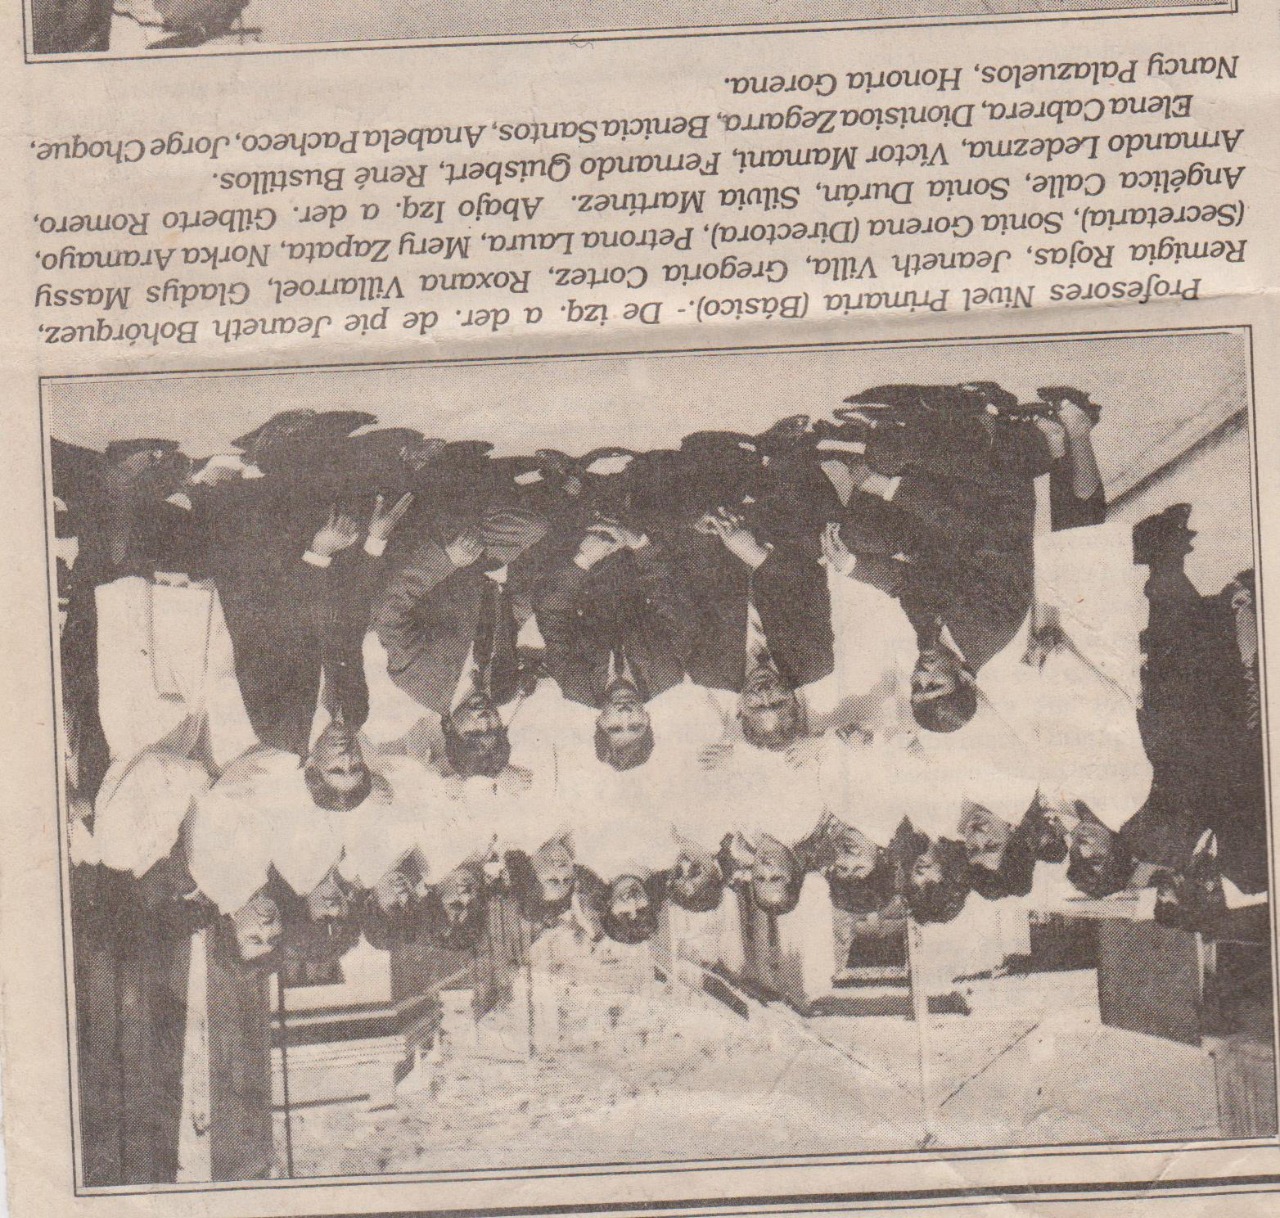 Profesores Nivel Primaria (Básico).- De izq. a der. de pie Jeaneth Bohórquez,
Remigia Rojas, Jeaneth Villa, Gregoria Cortez, Roxana Villarroel, Gladys Massy
(Secretaria), Sonia Gorena (Directora), Petrona Laura, Mery Zapata, Norka Aramayo,
Angélica Calle, Sonia Durán, Silvia Martínez. Abajo Izq. a der. Gilberto Romero,
Armando Ledezma, Víctor Mamani, Fernando Quisbert, René Bustillos.
Elena Cabrera, Dionisioa Zegarra, Benicia Santos, Anabela Pacheco, Jorge Choque,
Nancy Palazuelos, Honoria Gorena.